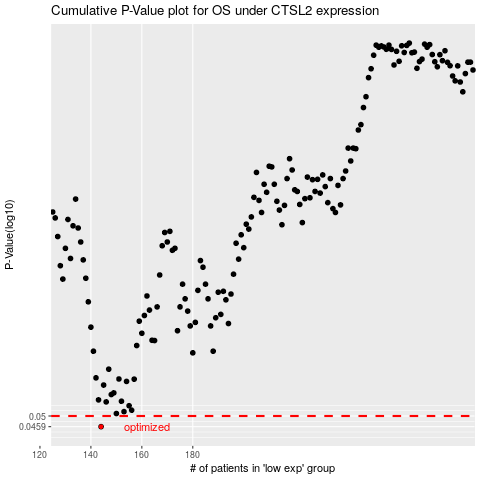 Cumulative P-Value plot for OS under CTSL2 expression
P-Value(log10)
0.05
0.0459
optimized
120 140 160 180
# of patients in 'low exp' group